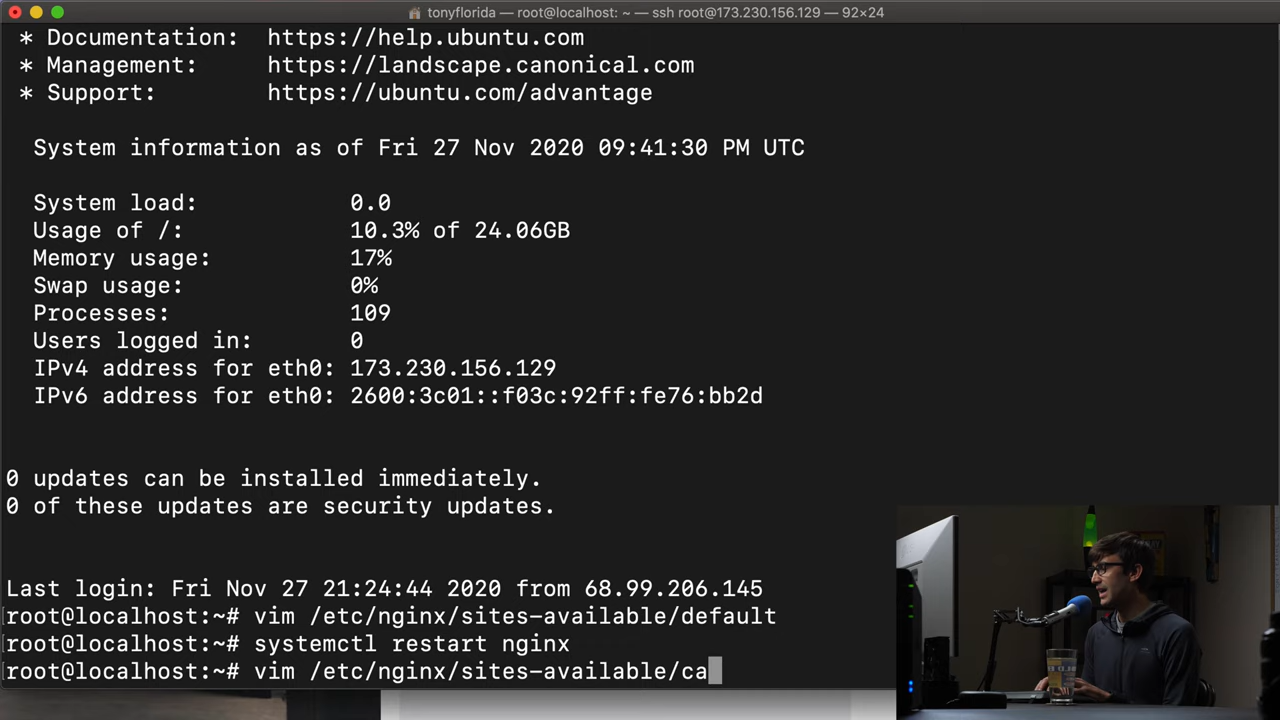 tonyflorida — root@localhost: ~ — ssh root@173.230.156.129 — 92×24
* Documentation:  https://help.ubuntu.com
* Management:     https://landscape.canonical.com
* Support:        https://ubuntu.com/advantage
System information as of Fri 27 Nov 2020 09:41:30 PM UTC
System load:           0.0
Usage of /:            10.3% of 24.06GB
Memory usage:          17%
Swap usage:            0%
Processes:             109
Users logged in:       0
IPv4 address for eth0: 173.230.156.129
IPv6 address for eth0: 2600:3c01::f03c:92ff:fe76:bb2d
0 updates can be installed immediately.
0 of these updates are security updates.
Last login: Fri Nov 27 21:24:44 2020 from 68.99.206.145
[root@localhost:~# vim /etc/nginx/sites-available/default
[root@localhost:~# systemctl restart nginx
[root@localhost:~# vim /etc/nginx/sites-available/ca